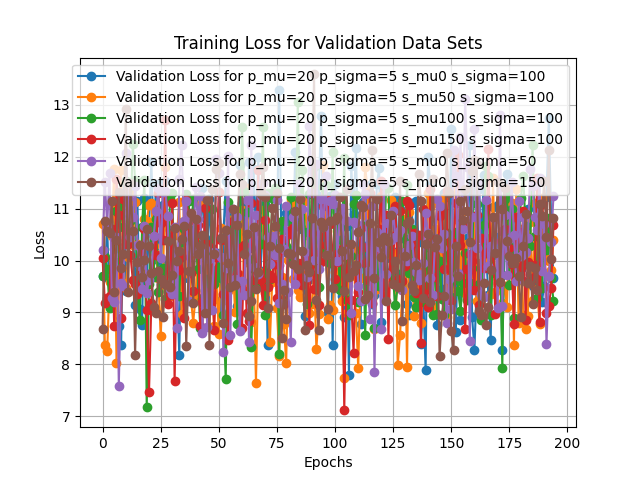 Training Loss for Validation Data Sets
Validation Loss for p_mu=20 p_sigma=5 s_mu0 s_sigma=100
Validation Loss for p_mu=20 p_sigma=5 s_mu50 s_sigma=100
Validation Loss for p_mu=20 p_sigma=5 s_mu100 s_sigma=100
Validation Loss for p_mu=20 p_sigma=5 s_mu150 s_sigma=100
Validation Loss for p_mu=20 p_sigma=5 s_mu0 s_sigma=50
Validation Loss for p_mu=20 p_sigma=5 s_mu0 s_sigma=150
13
12
11
10
9
8
7
Loss
0 25 50 75 100 125 150 175 200
Epochs